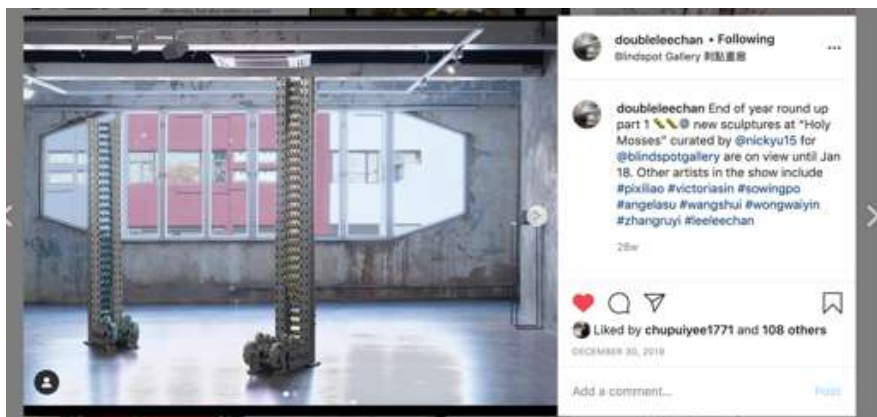 doubleleechan • Following
Blindspot Gallery 刺點畫廊
doubleleechan End of year round up
part 1 🐛🐛🌀 new sculptures at "Holy
Mosses" curated by @nickyu15 for
@blindspotgallery are on view until Jan
18. Other artists in the show include
#pixiliao #victoriasin #sowingpo
#angelasu #wangshui #wongwaiyin
#zhangruyi #leeleechan
28w
Liked by chupuiyee1771 and 108 others
DECEMBER 30, 2019
Add a comment...
Post